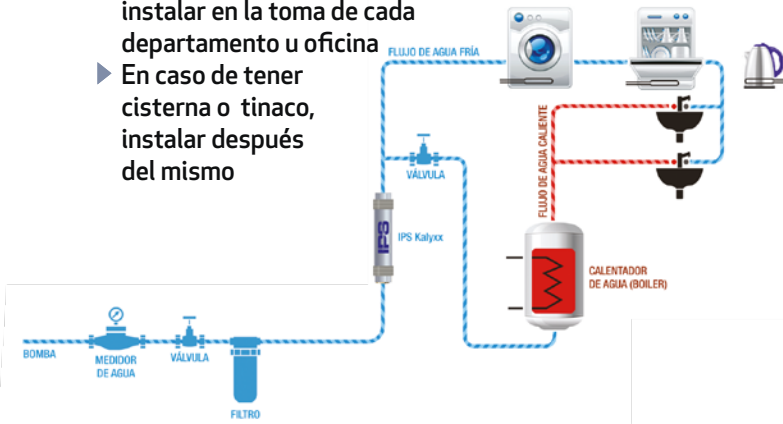 instalar en la toma de cada
departamento u oficina
En caso de tener
cisterna o tinaco,
instalar después
del mismo
FLUJO DE AGUA FRÍA
FLUJO DE AGUA CALIENTE
VÁLVULA
IPS
IPS Kalyxx
CALENTADOR
DE AGUA (BOILER)
BOMBA
MEDIDOR
DE AGUA
VÁLVULA
FILTRO